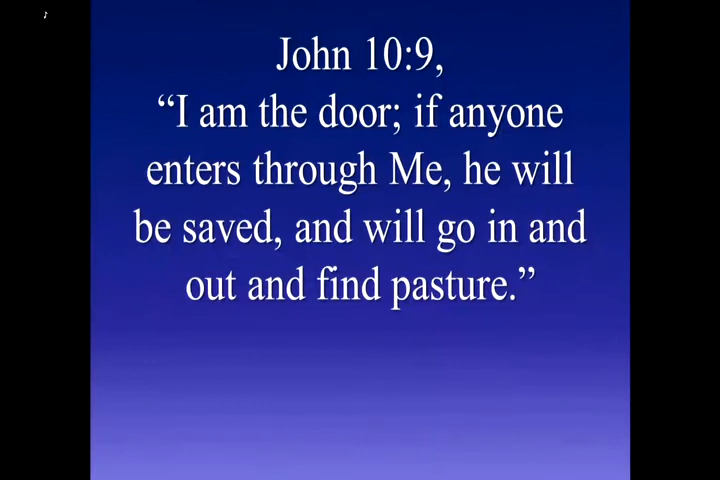 ♪
John 10:9,
“I am the door; if anyone
enters through Me, he will
be saved, and will go in and
out and find pasture.”